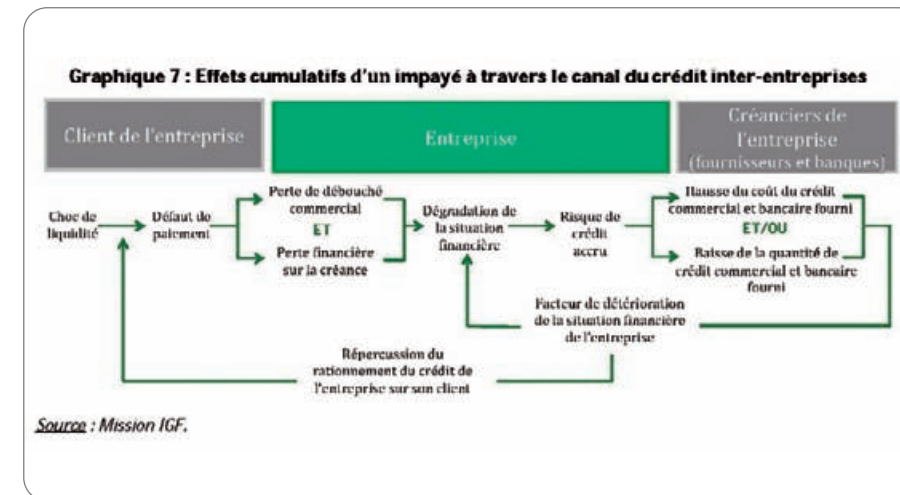 Graphique 7 : Effets cumulatifs d'un impayé à travers le canal du crédit inter-entreprises
Client de l'entreprise
Entreprise
Créanciers de
l'entreprise
(fournisseurs et banques)
Choc de
liquidité
Défaut de
paiement
Perte de débouché
commercial
ET
Perte financière
sur la créance
Dégradation de
la situation
financière
Risque de
crédit
accru
Hausse du coût du crédit
commercial et bancaire fourni
ET/OU
Baisse de la quantité de
crédit commercial et bancaire
fourni
Facteur de détérioration
de la situation financière
de l'entreprise
Répercussion du
rationnement du crédit de
l'entreprise sur son client
Source : Mission IGF.